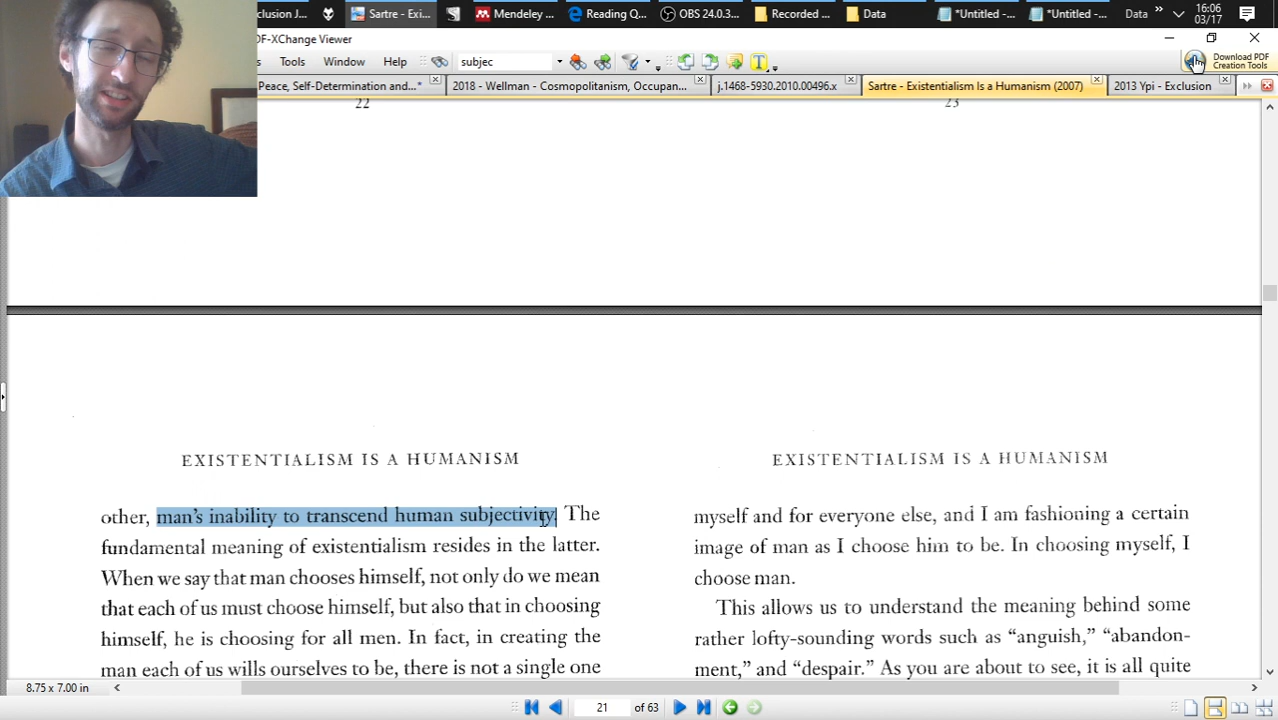 clusion J...
Sartre - Exi...
Mendeley ...
Reading Q...
OBS 24.0.3...
Recorded ...
Data
*Untitled -...
*Untitled -...
Data
»
16:06
03/17
DF-XChange Viewer
Tools
Window
Help
subjec
Download PDF
Creation Tools
Peace, Self-Determination and...*
2018 - Wellman - Cosmopolitanism, Occupan...
j.1468-5930.2010.00496.x
Sartre - Existentialism Is a Humanism (2007)
2013 Ypi - Exclusion
22
23
EXISTENTIALISM IS A HUMANISM
other, man's inability to transcend human subjectivity. The
fundamental meaning of existentialism resides in the latter.
When we say that man chooses himself, not only do we mean
that each of us must choose himself, but also that in choosing
himself, he is choosing for all men. In fact, in creating the
man each of us wills ourselves to be, there is not a single one
EXISTENTIALISM IS A HUMANISM
myself and for everyone else, and I am fashioning a certain
image of man as I choose him to be. In choosing myself, I
choose man.
This allows us to understand the meaning behind some
rather lofty-sounding words such as “anguish,” “abandon-
ment,” and “despair.” As you are about to see, it is all quite
8.75 x 7.00 in
21
of 63